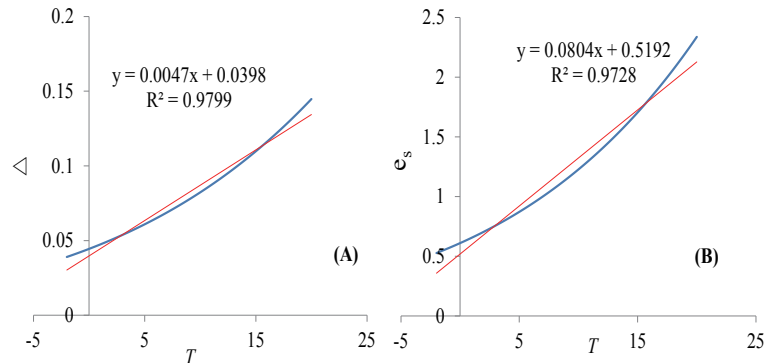 0.2
0.15
0.1
0.05
0
△
y = 0.0047x + 0.0398
R² = 0.9799
(A)
-5
5
15
25
T
2.5
2
1.5
1
0.5
0
eₛ
y = 0.0804x + 0.5192
R² = 0.9728
(B)
-5
5
15
25
T